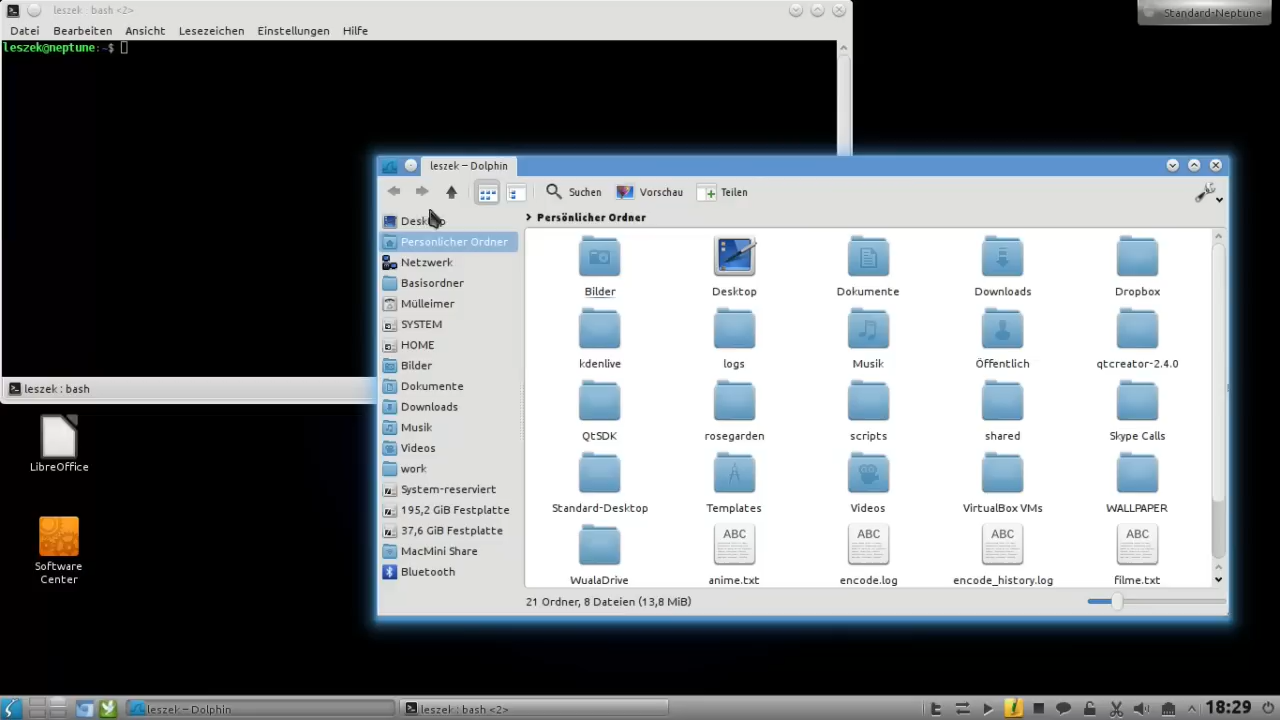 leszek : bash <2>
Standard-Neptune
Datei Bearbeiten Ansicht Lesezeichen Einstellungen Hilfe
leszek@neptune:~$
leszek : bash
leszek – Dolphin
Suchen Vorschau Teilen
Desktop
Persönlicher Ordner
Netzwerk
Basisordner
Mülleimer
SYSTEM
HOME
Bilder
Dokumente
Downloads
Musik
Videos
work
System-reserviert
195,2 GiB Festplatte
37,6 GiB Festplatte
MacMini Share
Bluetooth
Persönlicher Ordner
Bilder Desktop Dokumente Downloads Dropbox
kdenlive logs Musik Öffentlich qtcreator-2.4.0
QtSDK rosegarden scripts shared Skype Calls
Standard-Desktop Templates Videos VirtualBox VMs WALLPAPER
ABC ABC ABC ABC
WualaDrive anime.txt encode.log encode_history.log filme.txt
21 Ordner, 8 Dateien (13,8 MiB)
LibreOffice
Software
Center
leszek – Dolphin
leszek : bash <2>
18:29